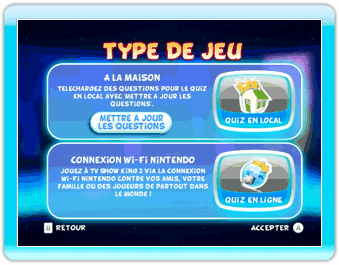 TYPE DE JEU
A LA MAISON
TELECHARGEZ DES QUESTIONS POUR LE QUIZ
EN LOCAL AVEC 'METTRE A JOUR LES
QUESTIONS'.
METTRE A JOUR
LES QUESTIONS
QUIZ EN LOCAL
CONNEXION Wi-Fi NINTENDO
JOUEZ À TV SHOW KING 2 VIA LA CONNEXION
WI-FI NINTENDO CONTRE VOS AMIS, VOTRE
FAMILLE OU DES JOUEURS DE PARTOUT DANS
LE MONDE !
QUIZ EN LIGNE
B RETOUR
ACCEPTER A